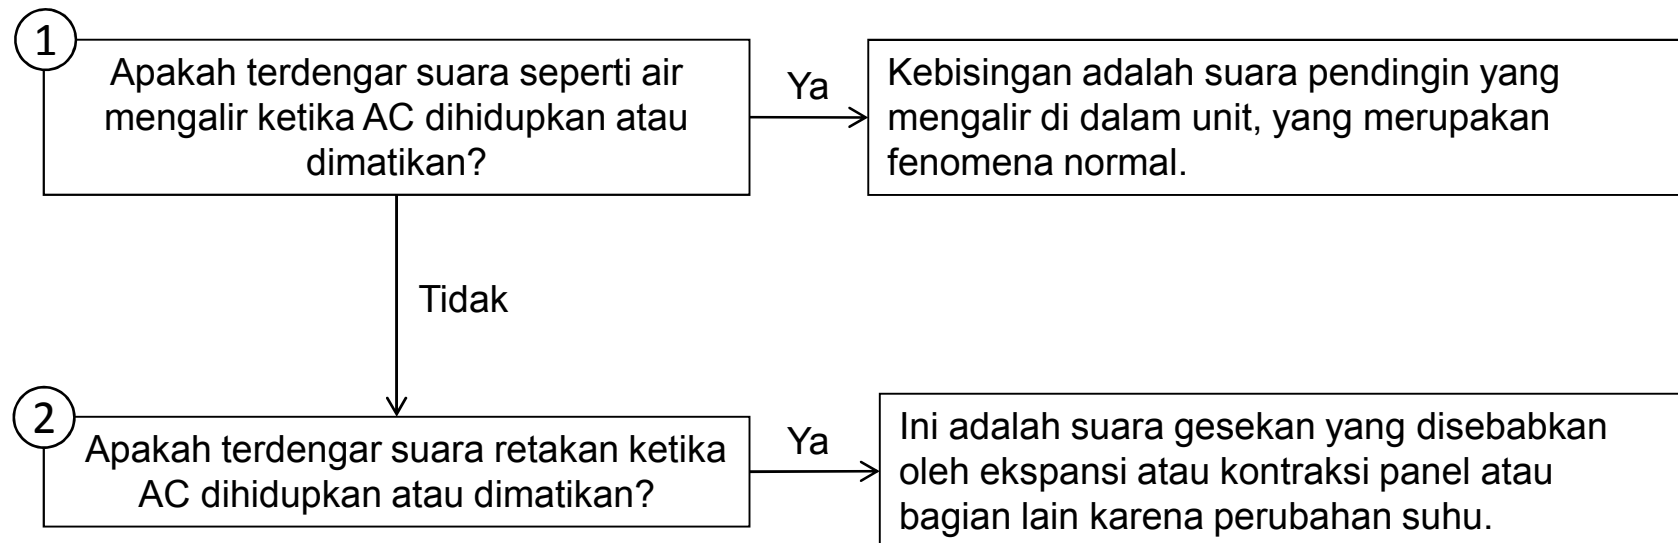 1
Apakah terdengar suara seperti air
mengalir ketika AC dihidupkan atau
dimatikan?
Ya
Kebisingan adalah suara pendingin yang
mengalir di dalam unit, yang merupakan
fenomena normal.
Tidak
2
Apakah terdengar suara retakan ketika
AC dihidupkan atau dimatikan?
Ya
Ini adalah suara gesekan yang disebabkan
oleh ekspansi atau kontraksi panel atau
bagian lain karena perubahan suhu.